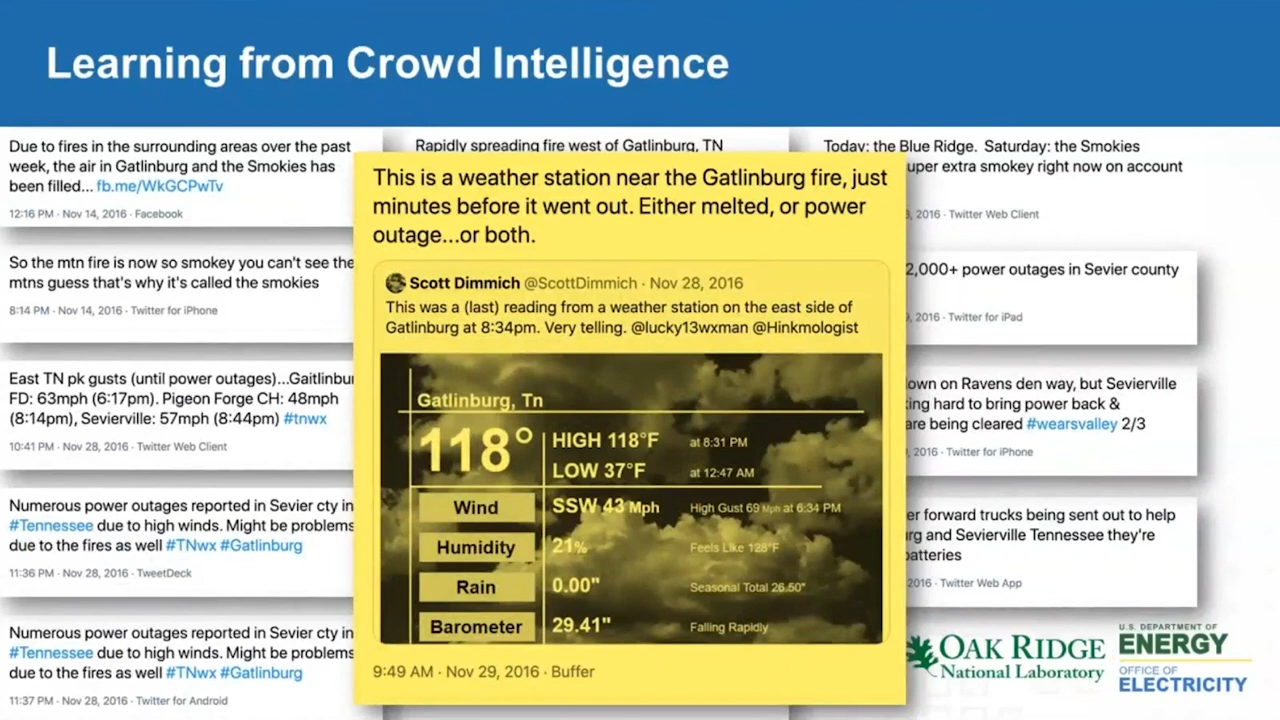 Learning from Crowd Intelligence
Due to fires in the surrounding areas over the past
week, the air in Gatlinburg and the Smokies has
been filled... fb.me/WkGCPwTv
12:16 PM · Nov 14, 2016 · Facebook
So the mtn fire is now so smokey you can't see the
mtns guess that's why it's called the smokies
8:14 PM · Nov 14, 2016 · Twitter for iPhone
East TN pk gusts (until power outages)...Gaitlinbu
FD: 63mph (6:17pm). Pigeon Forge CH: 48mph
(8:14pm), Sevierville: 57mph (8:44pm) #tnwx
10:41 PM · Nov 28, 2016 · Twitter Web Client
Numerous power outages reported in Sevier cty in
#Tennessee due to high winds. Might be problems
due to the fires as well #TNwx #Gatlinburg
11:36 PM · Nov 28, 2016 · TweetDeck
Numerous power outages reported in Sevier cty in
#Tennessee due to high winds. Might be problems
due to the fires as well #TNwx #Gatlinburg
11:37 PM · Nov 28, 2016 · Twitter for Android
Rapidly spreading fire west of Gatlinburg, TN
This is a weather station near the Gatlinburg fire, just
minutes before it went out. Either melted, or power
outage...or both.
Scott Dimmich @ScottDimmich · Nov 28, 2016
This was a (last) reading from a weather station on the east side of
Gatlinburg at 8:34pm. Very telling. @lucky13wxman @Hinkmologist
Gatlinburg, Tn
118°
HIGH 118°F at 8:31 PM
LOW 37°F at 12:47 AM
Wind SSW 43 Mph High Gust 69 Mph at 6:34 PM
Humidity 21% Feels Like 128°F
Rain 0.00" Seasonal Total 26.50"
Barometer 29.41" Falling Rapidly
9:49 AM · Nov 29, 2016 · Buffer
Today: the Blue Ridge. Saturday: the Smokies
uper extra smokey right now on account
, 2016 · Twitter Web Client
2,000+ power outages in Sevier county
, 2016 · Twitter for iPad
own on Ravens den way, but Sevierville
ing hard to bring power back &
are being cleared #wearsvalley 2/3
, 2016 · Twitter for iPhone
er forward trucks being sent out to help
rg and Sevierville Tennessee they're
batteries
2016 · Twitter Web App
OAK RIDGE
National Laboratory
U.S. DEPARTMENT OF
ENERGY
OFFICE OF
ELECTRICITY